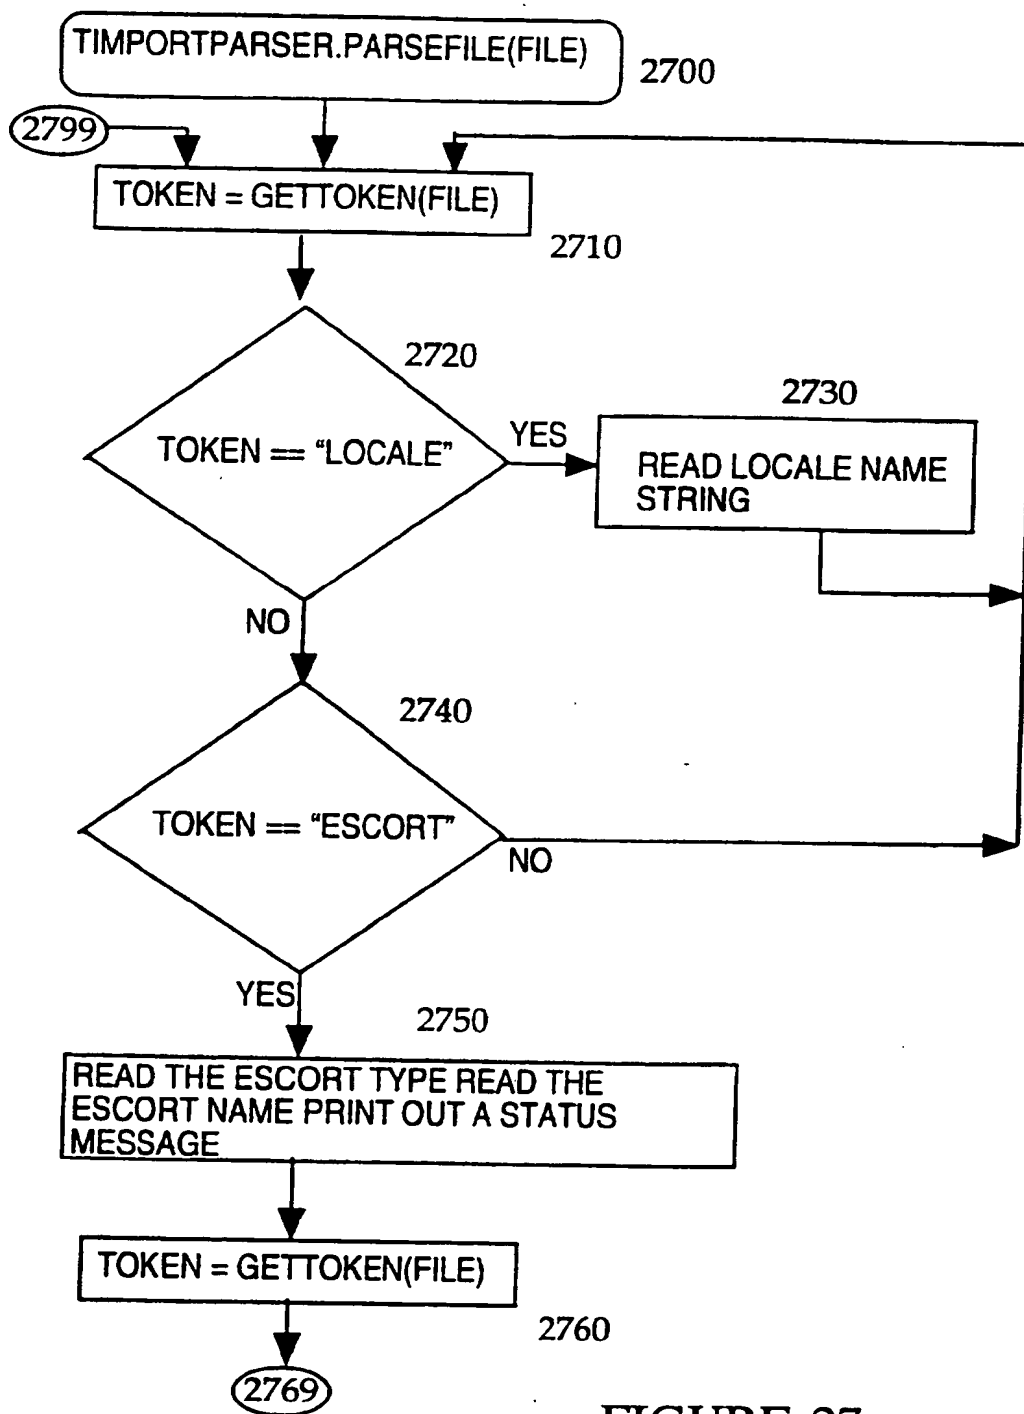 TIMPORTPARSER.PARSEFILE(FILE)
2700
2799
TOKEN = GETTOKEN(FILE)
2710
2720
TOKEN == “LOCALE”
YES
2730
READ LOCALE NAME
STRING
NO
2740
TOKEN == “ESCORT”
NO
YES
2750
READ THE ESCORT TYPE READ THE
ESCORT NAME PRINT OUT A STATUS
MESSAGE
TOKEN = GETTOKEN(FILE)
2760
2769
FIGURE 27